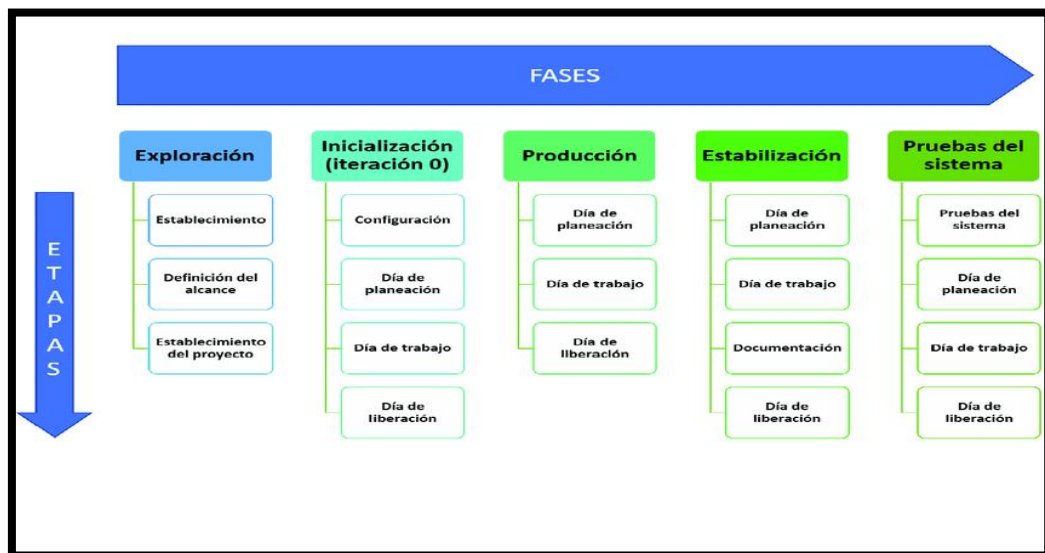 FASES
ETAPAS
Exploración
Establecimiento
Definición del
alcance
Establecimiento
del proyecto
Inicialización
(iteración 0)
Configuración
Día de
planeación
Día de trabajo
Día de
liberación
Producción
Día de
planeación
Día de trabajo
Día de
liberación
Estabilización
Día de
planeación
Día de trabajo
Documentación
Día de
liberación
Pruebas del
sistema
Pruebas del
sistema
Día de
planeación
Día de trabajo
Día de
liberación